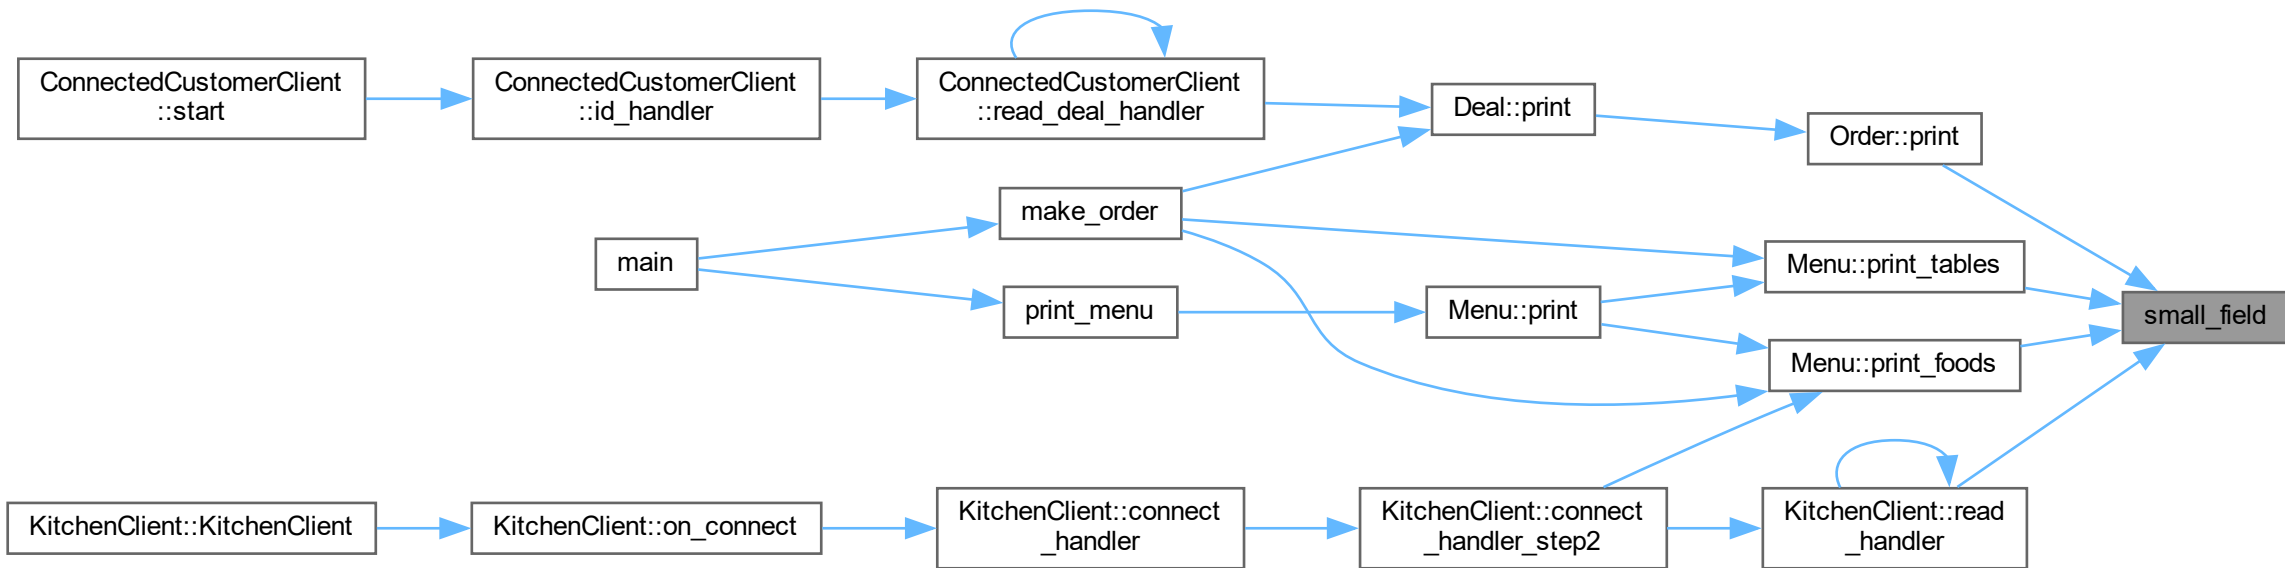 ConnectedCustomerClient
::start
ConnectedCustomerClient
::id_handler
ConnectedCustomerClient
::read_deal_handler
Deal::print
Order::print
make_order
main
Menu::print_tables
print_menu
Menu::print
small_field
Menu::print_foods
KitchenClient::KitchenClient
KitchenClient::on_connect
KitchenClient::connect
_handler
KitchenClient::connect
_handler_step2
KitchenClient::read
_handler